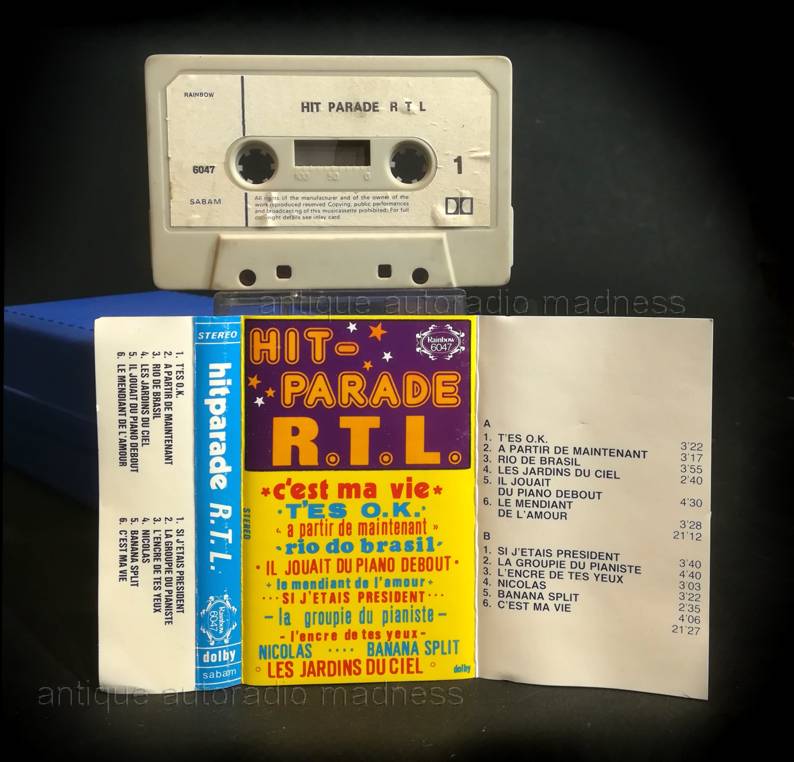 RAINBOW
HIT PARADE R T L
6047
1
SABAM
All rights of the manufacturer and of the owner of the
work reproduced reserved Copying, public performances
and broadcasting of this musicassette prohibited: For full
copyright details see inlay card
100 50 0
antique autoradio madness
1. T'ES O.K.
2. A PARTIR DE MAINTENANT
3. RIO DE BRASIL
4. LES JARDINS DU CIEL
5. IL JOUAIT DU PIANO DEBOUT
6. LE MENDIANT DE L'AMOUR
1. SI J'ETAIS PRESIDENT
2. LA GROUPIE DU PIANISTE
3. L'ENCRE DE TES YEUX
4. NICOLAS
5. BANANA SPLIT
6. C'EST MA VIE
STEREO
hitparade R.T.L.
Rainbow
6047
dolby
sabam
HIT-
PARADE
R.T.L.
Rainbow
6047
STEREO
*c'est ma vie*
·T'ES O.K.·
« a partir de maintenant »
·rio do brasil·
· IL JOUAIT DU PIANO DEBOUT ·
+ le mendiant de l'amour +
···SI J'ETAIS PRESIDENT····
– la groupie du pianiste –
– l'encre de tes yeux –
NICOLAS ···· BANANA SPLIT
° LES JARDINS DU CIEL °
dolby
A
1. T'ES O.K. 3'22
2. A PARTIR DE MAINTENANT 3'17
3. RIO DE BRASIL 3'55
4. LES JARDINS DU CIEL 2'40
5. IL JOUAIT
DU PIANO DEBOUT 4'30
6. LE MENDIANT
DE L'AMOUR 3'28
21'12
B
1. SI J'ETAIS PRESIDENT 3'40
2. LA GROUPIE DU PIANISTE 4'40
3. L'ENCRE DE TES YEUX 3'03
4. NICOLAS 3'22
5. BANANA SPLIT 2'35
6. C'EST MA VIE 4'06
21'27
antique autoradio madness